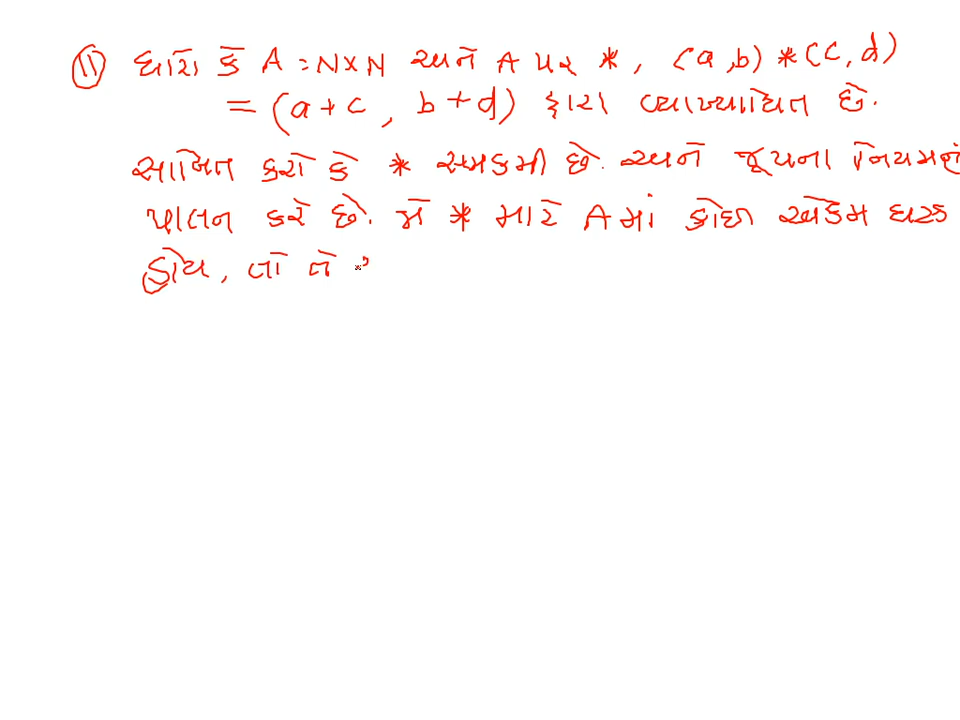 (11) ધારો કે A = N×N અને A પર *, (a,b) * (c,d)
= (a+c, b+d) દ્વારા વ્યાખ્યાયિત છે.
સાબિત કરો કે * સમક્રમી છે. અને જૂથના નિયમનું
પાલન કરે છે. જો * માટે A માં કોઈ એકમ ઘટક
હોય, તો તે